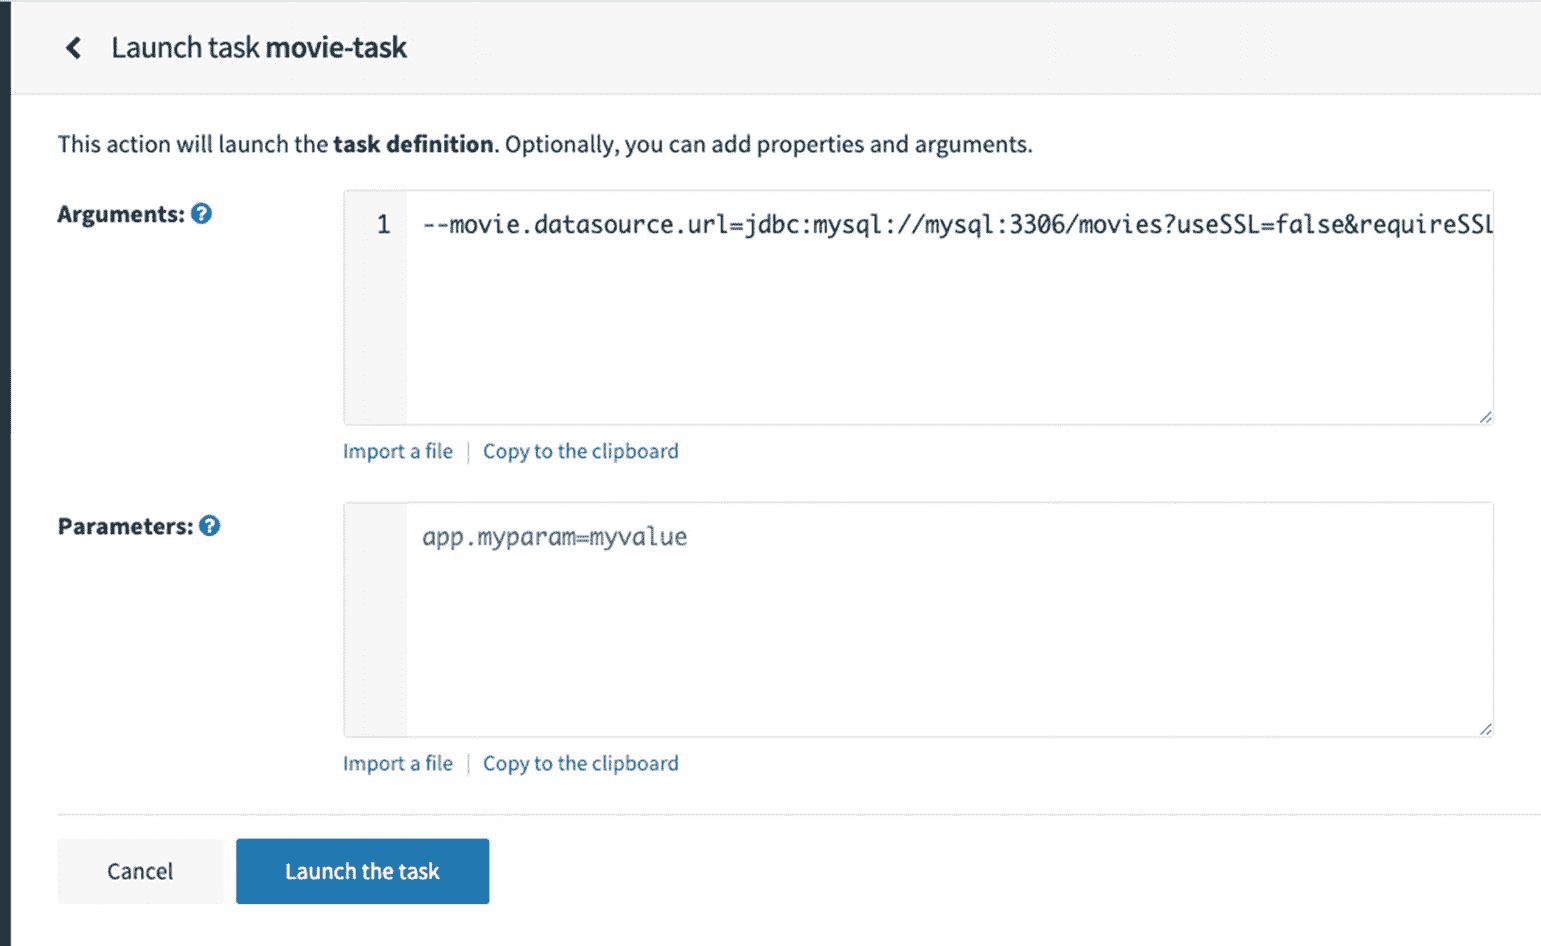 Launch task movie-task
This action will launch the task definition. Optionally, you can add properties and arguments.
Arguments: ?
1 --movie.datasource.url=jdbc:mysql://mysql:3306/movies?useSSL=false&requireSSL
Import a file | Copy to the clipboard
Parameters: ?
app.myparam=myvalue
Import a file | Copy to the clipboard
Cancel Launch the task